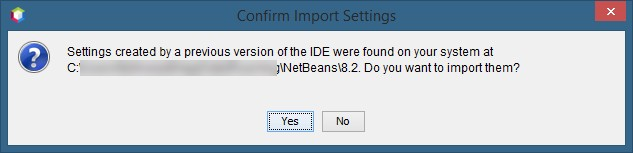 Confirm Import Settings
Settings created by a previous version of the IDE were found on your system at
C:\NetBeans\8.2. Do you want to import them?
Yes
No